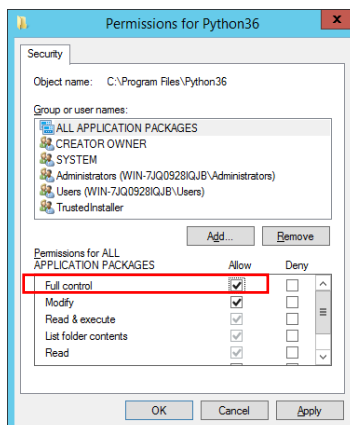 Permissions for Python36
x
Security
Object name: C:\Program Files\Python36
Group or user names:
ALL APPLICATION PACKAGES
CREATOR OWNER
SYSTEM
Administrators (WIN-7JQ0928IQJB\Administrators)
Users (WIN-7JQ0928IQJB\Users)
TrustedInstaller
Add... Remove
Permissions for ALL
APPLICATION PACKAGES Allow Deny
Full control
Modify
Read & execute
List folder contents
Read
OK Cancel Apply